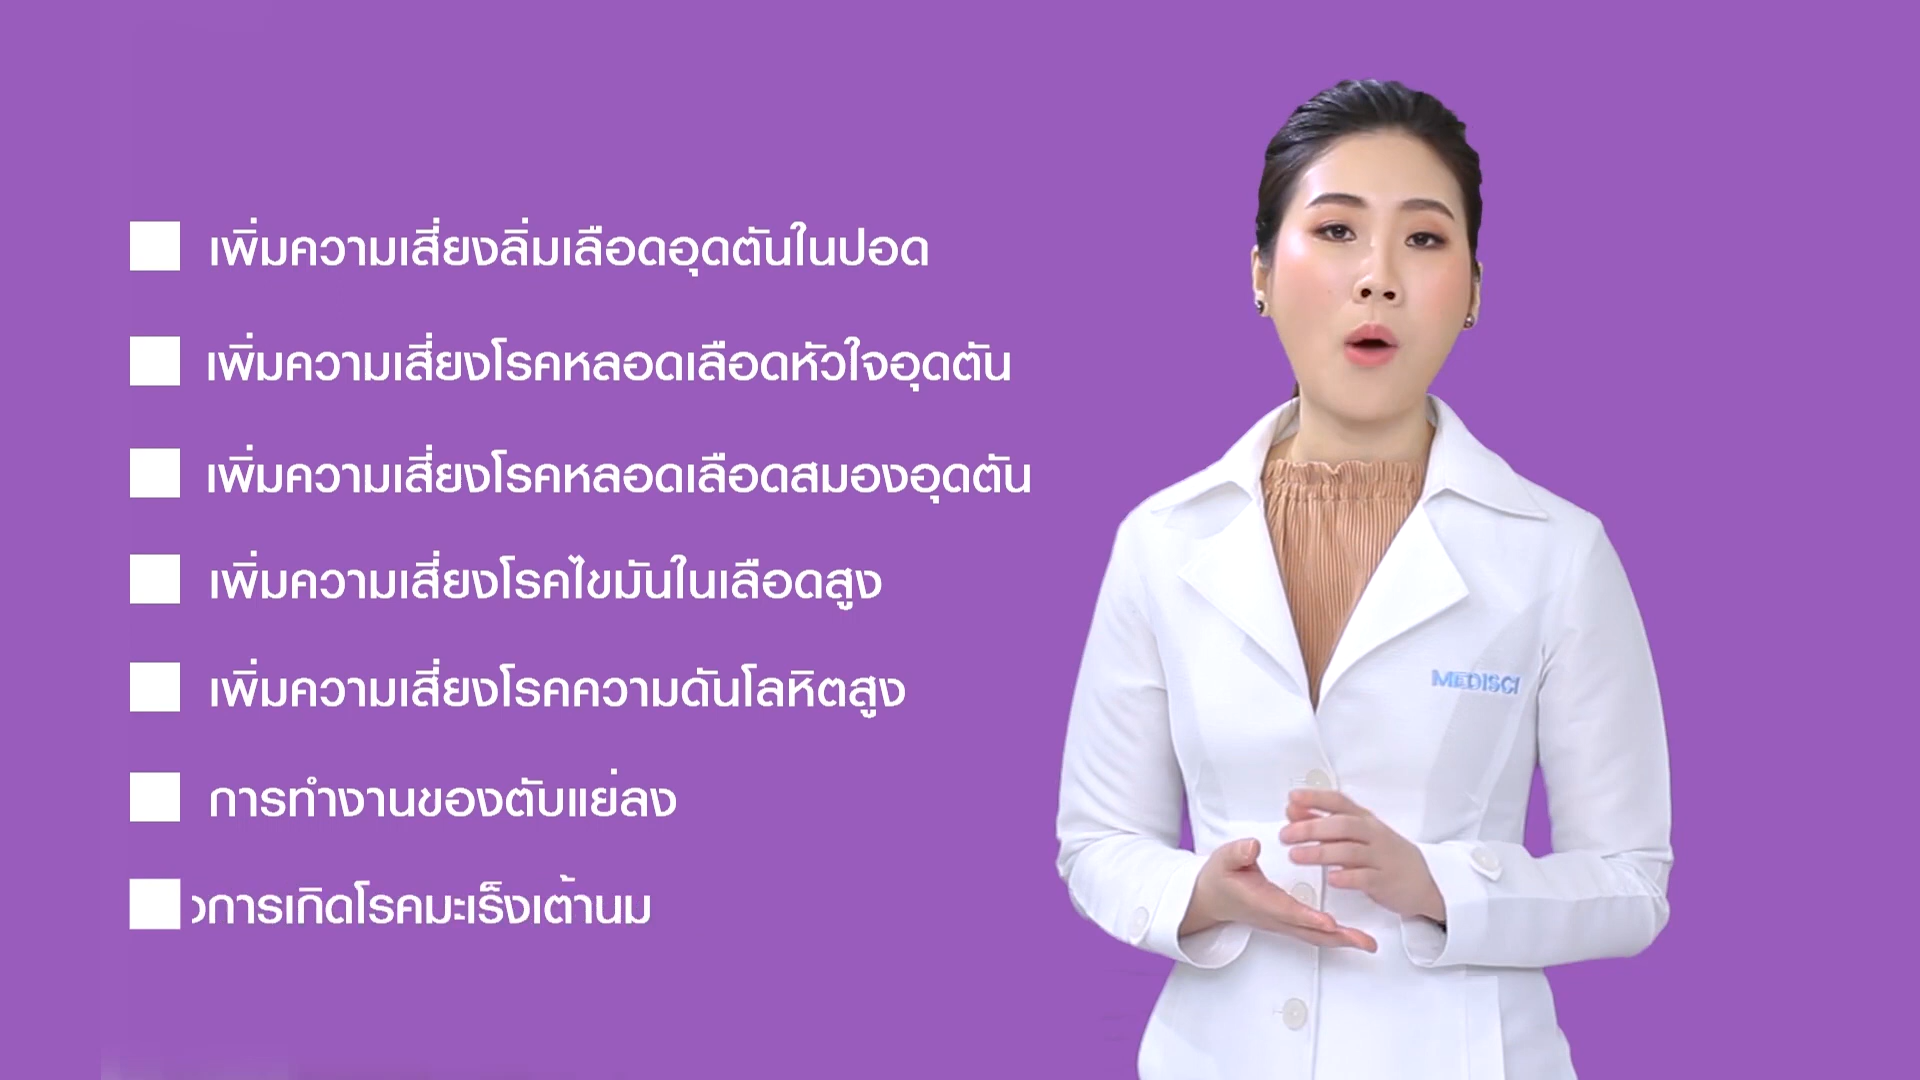 เพิ่มความเสี่ยงลิ่มเลือดอุดตันในปอด
เพิ่มความเสี่ยงโรคหลอดเลือดหัวใจอุดตัน
เพิ่มความเสี่ยงโรคหลอดเลือดสมองอุดตัน
เพิ่มความเสี่ยงโรคไขมันในเลือดสูง
เพิ่มความเสี่ยงโรคความดันโลหิตสูง
การทำงานของตับแย่ลง
งการเกิดโรคมะเร็งเต้านม
MEDISCI